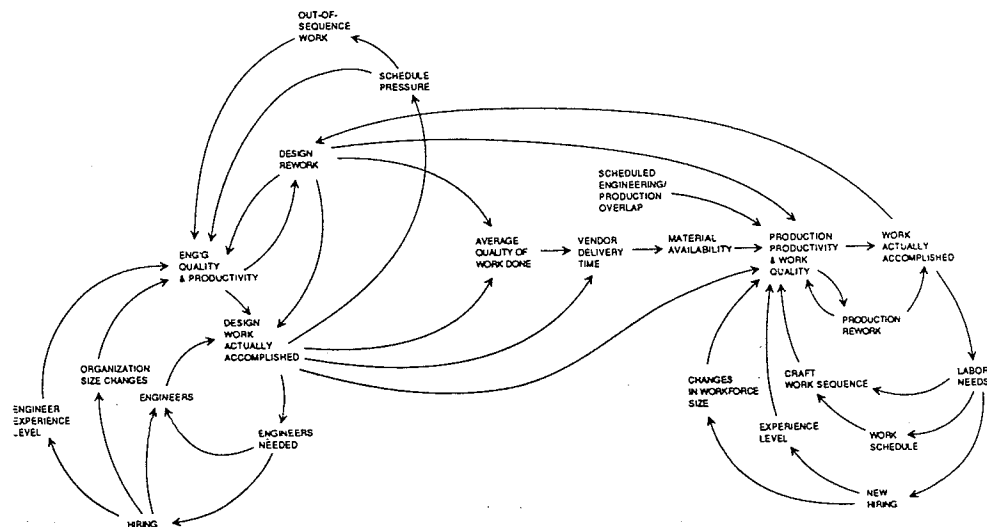 OUT-OF-
SEQUENCE
WORK
SCHEDULE
PRESSURE
DESIGN
REWORK
SCHEDULED
ENGINEERING/
PRODUCTION
OVERLAP
ENG'G
QUALITY
& PRODUCTIVITY
AVERAGE
QUALITY OF
WORK DONE
VENDOR
DELIVERY
TIME
MATERIAL
AVAILABILITY
PRODUCTION
PRODUCTIVITY
& WORK
QUALITY
WORK
ACTUALLY
ACCOMPLISHED
DESIGN
WORK
ACTUALLY
ACCOMPLISHED
PRODUCTION
REWORK
ORGANIZATION
SIZE CHANGES
ENGINEERS
ENGINEER
EXPERIENCE
LEVEL
ENGINEERS
NEEDED
HIRING
CHANGES
IN WORKFORCE
SIZE
CRAFT
WORK SEQUENCE
LABOR
NEEDS
EXPERIENCE
LEVEL
WORK
SCHEDULE
NEW
HIRING